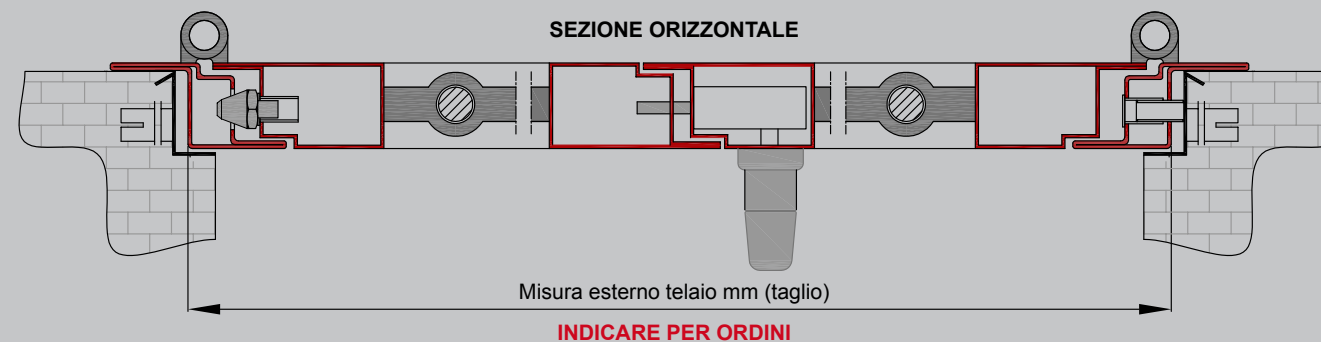 SEZIONE ORIZZONTALE
Misura esterno telaio mm (taglio)
INDICARE PER ORDINI